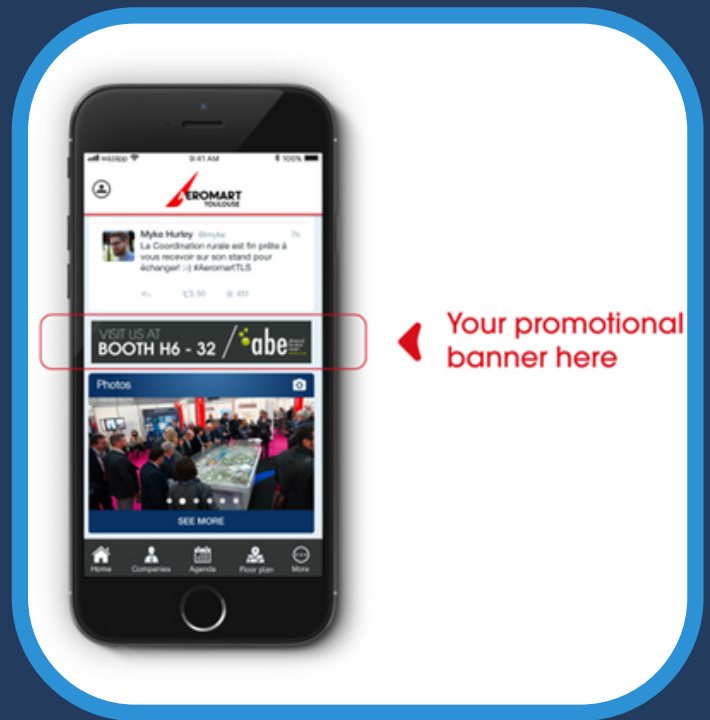 wazapp
9:41 AM
100%
AEROMART
TOULOUSE
Myke Hurley @imyke
La Coordination rurale est fin prête à
vous recevoir sur son stand pour
échanger! :-) #AeromartTLS
50
451
VISIT US AT
BOOTH H6 - 32
abe
Your promotional
banner here
Photos
SEE MORE
Home
Companies
Agenda
Floor plan
More